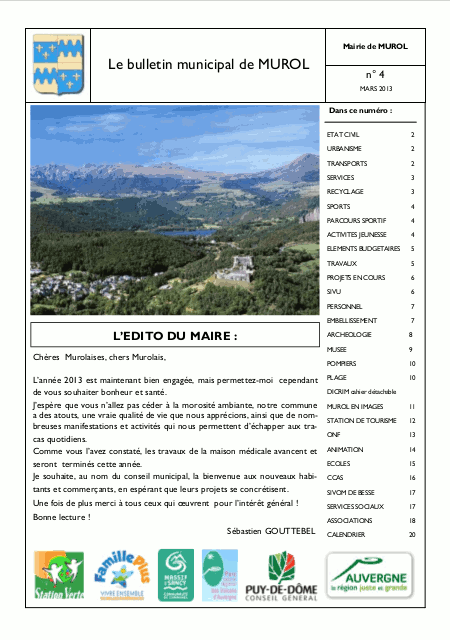 Le bulletin municipal de MUROL
Mairie de MUROL
n° 4
MARS 2013
Dans ce numéro :
ETAT CIVIL 2
URBANISME 2
TRANSPORTS 2
SERVICES 3
RECYCLAGE 3
SPORTS 4
PARCOURS SPORTIF 4
ACTIVITES JEUNESSE 4
ELEMENTS BUDGETAIRES 5
TRAVAUX 5
PROJETS EN COURS 6
SIVU 6
PERSONNEL 7
EMBELLISSEMENT 7
ARCHEOLOGIE 8
MUSEE 9
POMPIERS 10
PLAGE 10
DICRIM cahier détachable
MUROL EN IMAGES 11
STATION DE TOURISME 12
ONF 13
ANIMATION 14
ECOLES 15
CCAS 16
SIVOM DE BESSE 17
SERVICES SOCIAUX 17
ASSOCIATIONS 18
CALENDRIER 20
L'EDITO DU MAIRE :
Chères Murolaises, chers Murolais,
L'année 2013 est maintenant bien engagée, mais permettez-moi cependant
de vous souhaiter bonheur et santé.
J'espère que vous n'allez pas céder à la morosité ambiante, notre commune
a des atouts, une vraie qualité de vie que nous apprécions, ainsi que de nom-
breuses manifestations et activités qui nous permettent d'échapper aux tra-
cas quotidiens.
Comme vous l'avez constaté, les travaux de la maison médicale avancent et
seront terminés cette année.
Je souhaite, au nom du conseil municipal, la bienvenue aux nouveaux habi-
tants et commerçants, en espérant que leurs projets se concrétisent.
Une fois de plus merci à tous ceux qui œuvrent pour l'intérêt général !
Bonne lecture !
Sébastien GOUTTEBEL
Station Verte
Famille Plus
VIVRE ENSEMBLE
MASSIF
SANCY
PUY-DE-DÔME
CONSEIL GENERAL
AUVERGNE
la région juste et grande